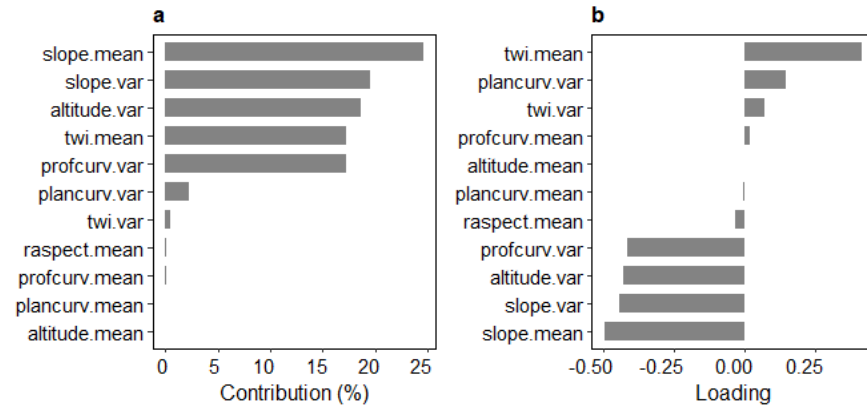 a
slope.mean
slope.var
altitude.var
twi.mean
profcurv.var
plancurv.var
twi.var
raspect.mean
profcurv.mean
plancurv.mean
altitude.mean
0 5 10 15 20 25
Contribution (%)
b
twi.mean
plancurv.var
twi.var
profcurv.mean
altitude.mean
plancurv.mean
raspect.mean
profcurv.var
altitude.var
slope.var
slope.mean
-0.50 -0.25 0.00 0.25
Loading